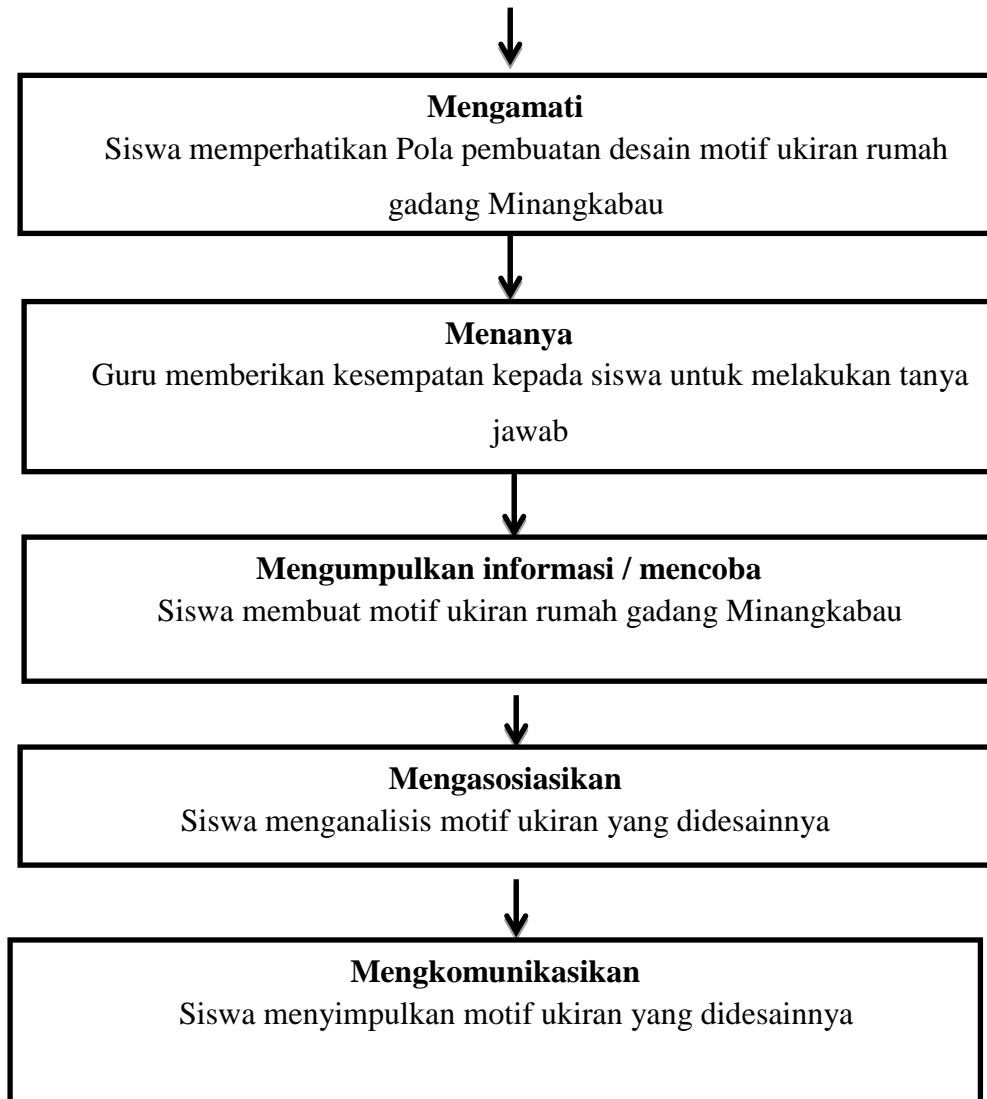 Mengamati
Siswa memperhatikan Pola pembuatan desain motif ukiran rumah
gadang Minangkabau
Menanya
Guru memberikan kesempatan kepada siswa untuk melakukan tanya
jawab
Mengumpulkan informasi / mencoba
Siswa membuat motif ukiran rumah gadang Minangkabau
Mengasosiasikan
Siswa menganalisis motif ukiran yang didesainnya
Mengkomunikasikan
Siswa menyimpulkan motif ukiran yang didesainnya